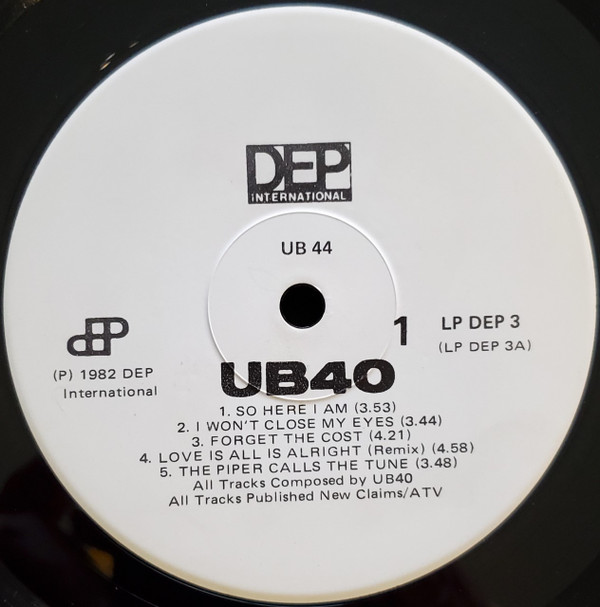 DEP
INTERNATIONAL
UB 44
1
LP DEP 3
(LP DEP 3A)
dEP
(P) 1982 DEP
International
UB40
1. SO HERE I AM (3.53)
2. I WON'T CLOSE MY EYES (3.44)
3. FORGET THE COST (4.21)
4. LOVE IS ALL IS ALRIGHT (Remix) (4.58)
5. THE PIPER CALLS THE TUNE (3.48)
All Tracks Composed by UB40
All Tracks Published New Claims/ATV